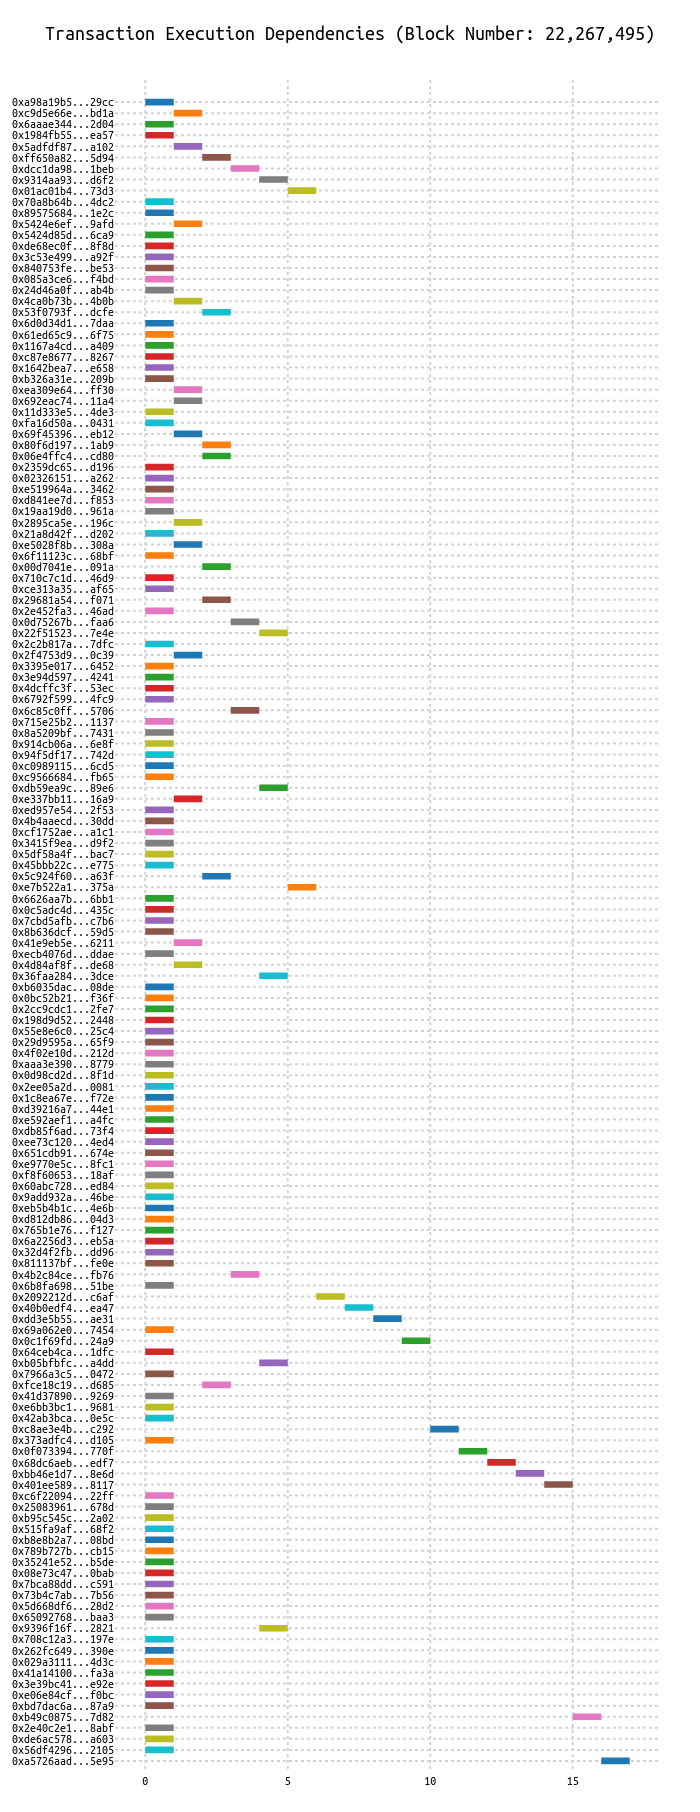 Transaction Execution Dependencies (Block Number: 22,267,495)
0xa98a19b5...29cc
0xc9d5e66e...bd1a
0x6aaae344...2d04
0x1984fb55...ea57
0x5adfdf87...a102
0xff650a82...5d94
0xdcc1da98...1beb
0x9314aa93...d6f2
0x01ac01b4...73d3
0x70a8b64b...4dc2
0x89575684...1e2c
0x5424e6ef...9afd
0x5424d85d...6ca9
0xde68ec0f...8f8d
0x3c53e499...a92f
0x840753fe...be53
0x085a3ce6...f4bd
0x24d46a0f...ab4b
0x4ca0b73b...4b0b
0x53f0793f...dcfe
0x6d0d34d1...7daa
0x61ed65c9...6f75
0x1167a4cd...a409
0xc87e8677...8267
0x1642bea7...e658
0xb326a31e...209b
0xea309e64...ff30
0x692eac74...11a4
0x11d333e5...4de3
0xfa16d50a...0431
0x69f45396...eb12
0x80f6d197...1ab9
0x06e4ffc4...cd80
0x2359dc65...d196
0x02326151...a262
0xe519964a...3462
0xd841ee7d...f853
0x19aa19d0...961a
0x2895ca5e...196c
0x21a8d42f...d202
0xe5028f8b...308a
0x6f11123c...68bf
0x00d7041e...091a
0x710c7c1d...46d9
0xce313a35...af65
0x29681a54...f071
0x2e452fa3...46ad
0x0d75267b...faa6
0x22f51523...7e4e
0x2c2b817a...7dfc
0x2f4753d9...0c39
0x3395e017...6452
0x3e94d597...4241
0x4dcffc3f...53ec
0x6792f599...4fc9
0x6c85c0ff...5706
0x715e25b2...1137
0x8a5209bf...7431
0x914cb06a...6e8f
0x94f5df17...742d
0xc0989115...6cd5
0xc9566684...fb65
0xdb59ea9c...89e6
0xe337bb11...16a9
0xed957e54...2f53
0x4b4aaecd...30dd
0xcf1752ae...a1c1
0x3415f9ea...d9f2
0x5df58a4f...bac7
0x45bbb22c...e775
0x5c924f60...a63f
0xe7b522a1...375a
0x6626aa7b...6bb1
0x0c5adc4d...435c
0x7cbd5afb...c7b6
0x8b636dcf...59d5
0x41e9eb5e...6211
0xecb4076d...ddae
0x4d84af8f...de68
0x36faa284...3dce
0xb6035dac...08de
0x0bc52b21...f36f
0x2cc9cdc1...2fe7
0x198d9d52...2448
0x55e8e6c0...25c4
0x29d9595a...65f9
0x4f02e10d...212d
0xaaa3e390...8779
0x0d98cd2d...8f1d
0x2ee05a2d...0081
0x1c8ea67e...f72e
0xd39216a7...44e1
0xe592aef1...a4fc
0xdb85f6ad...73f4
0xee73c120...4ed4
0x651cdb91...674e
0xe9770e5c...8fc1
0xf8f60653...18af
0x60abc728...ed84
0x9add932a...46be
0xeb5b4b1c...4e6b
0xd812db86...04d3
0x765b1e76...f127
0x6a2256d3...eb5a
0x32d4f2fb...dd96
0x811137bf...fe0e
0x4b2c84ce...fb76
0x6b8fa698...51be
0x2092212d...c6af
0x40b0edf4...ea47
0xdd3e5b55...ae31
0x69a062e0...7454
0x0c1f69fd...24a9
0x64ceb4ca...1dfc
0xb05bfbfc...a4dd
0x7966a3c5...0472
0xfce18c19...d685
0x41d37890...9269
0xe6bb3bc1...9681
0x42ab3bca...0e5c
0xc8ae3e4b...c292
0x373adfc4...d105
0x0f073394...770f
0x68dc6aeb...edf7
0xbb46e1d7...8e6d
0x401ee589...8117
0xc6f22094...22ff
0x25083961...678d
0xb95c545c...2a02
0x515fa9af...68f2
0xb8e8b2a7...08bd
0x789b727b...cb15
0x35241e52...b5de
0x08e73c47...0bab
0x7bca88dd...c591
0x73b4c7ab...7b56
0x5d668df6...28d2
0x65092768...baa3
0x9396f16f...2821
0x708c12a3...197e
0x262fc649...390e
0x029a3111...4d3c
0x41a14100...fa3a
0x3e39bc41...e92e
0xe06e84cf...f0bc
0xbd7dac6a...87a9
0xb49c0875...7d82
0x2e40c2e1...8abf
0xde6ac578...a603
0x56df4296...2105
0xa5726aad...5e95
0 5 10 15